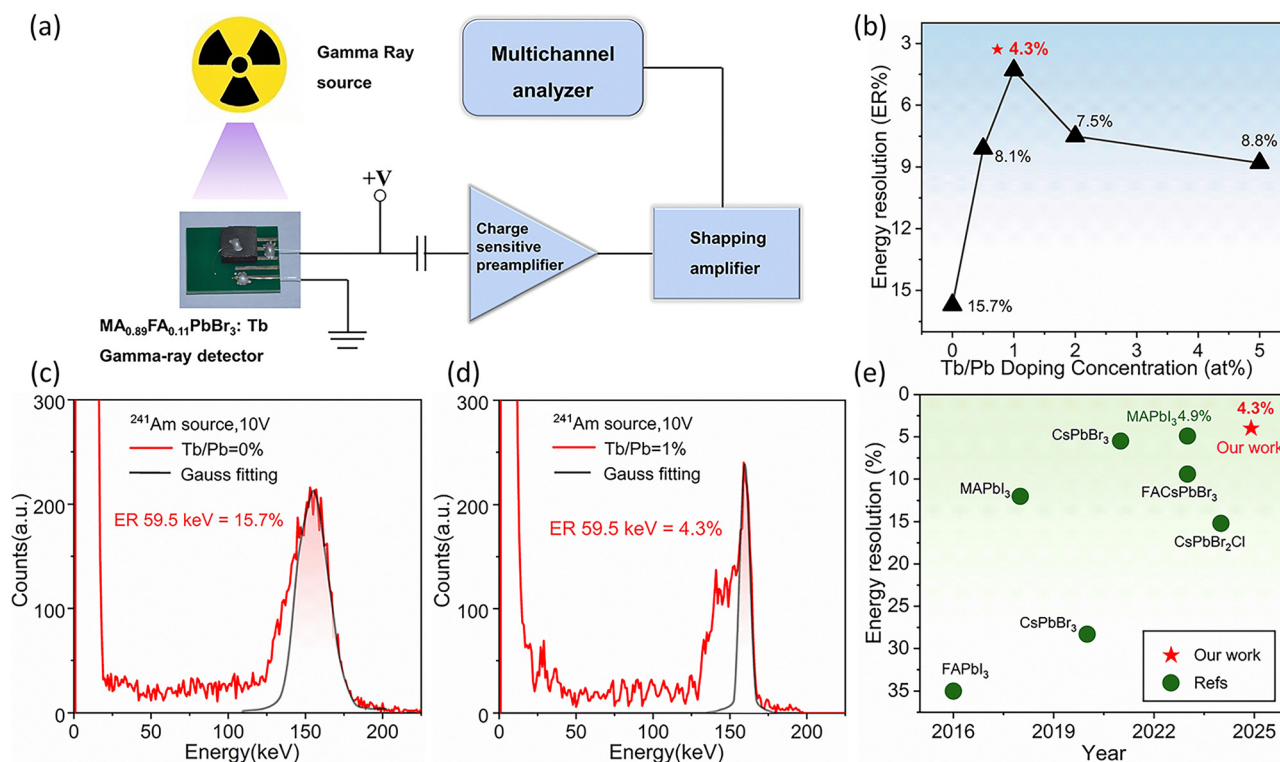 (a)
Gamma Ray
source
Multichannel
analyzer
+V
Charge
sensitive
preamplifier
Shapping
amplifier
MA0.89FA0.11PbBr3: Tb
Gamma-ray detector
(b)
Energy resolution (ER%)
3
6
9
12
15
4.3%
7.5%
8.1%
8.8%
15.7%
0 1 2 3 4 5
Tb/Pb Doping Concentration (at%)
(c)
Counts(a.u.)
300
200
100
0
241Am source,10V
Tb/Pb=0%
Gauss fitting
ER 59.5 keV = 15.7%
0 50 100 150 200
Energy(keV)
(d)
Counts(a.u.)
300
200
100
0
241Am source,10V
Tb/Pb=1%
Gauss fitting
ER 59.5 keV = 4.3%
0 50 100 150 200
Energy(keV)
(e)
Energy resolution (%)
0
5
10
15
20
25
30
35
MAPbI3 4.9%
4.3%
CsPbBr3
Our work
MAPbI3
FACsPbBr3
CsPbBr2Cl
CsPbBr3
FAPbI3
Our work
Refs
2016 2019 2022 2025
Year